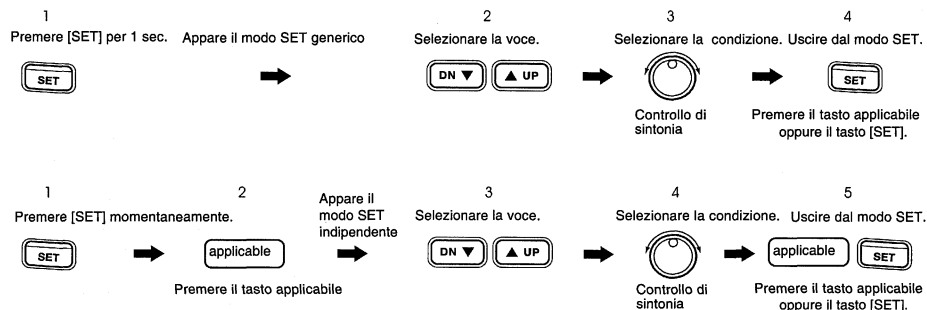 1
2
3
4
Premere [SET] per 1 sec. Appare il modo SET generico
Selezionare la voce.
Selezionare la condizione. Uscire dal modo SET.
SET
DN ▼ ▲ UP
SET
Controllo di
sintonia
Premere il tasto applicabile
oppure il tasto [SET].
1
2
Appare il
modo SET
indipendente
3
4
5
Premere [SET] momentaneamente.
Selezionare la voce.
Selezionare la condizione. Uscire dal modo SET.
SET
applicable
DN ▼ ▲ UP
applicable SET
Premere il tasto applicabile
Controllo di
sintonia
Premere il tasto applicabile
oppure il tasto [SET].